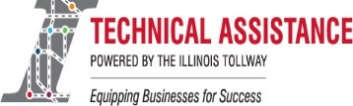 TECHNICAL ASSISTANCE
POWERED BY THE ILLINOIS TOLLWAY
Equipping Businesses for Success